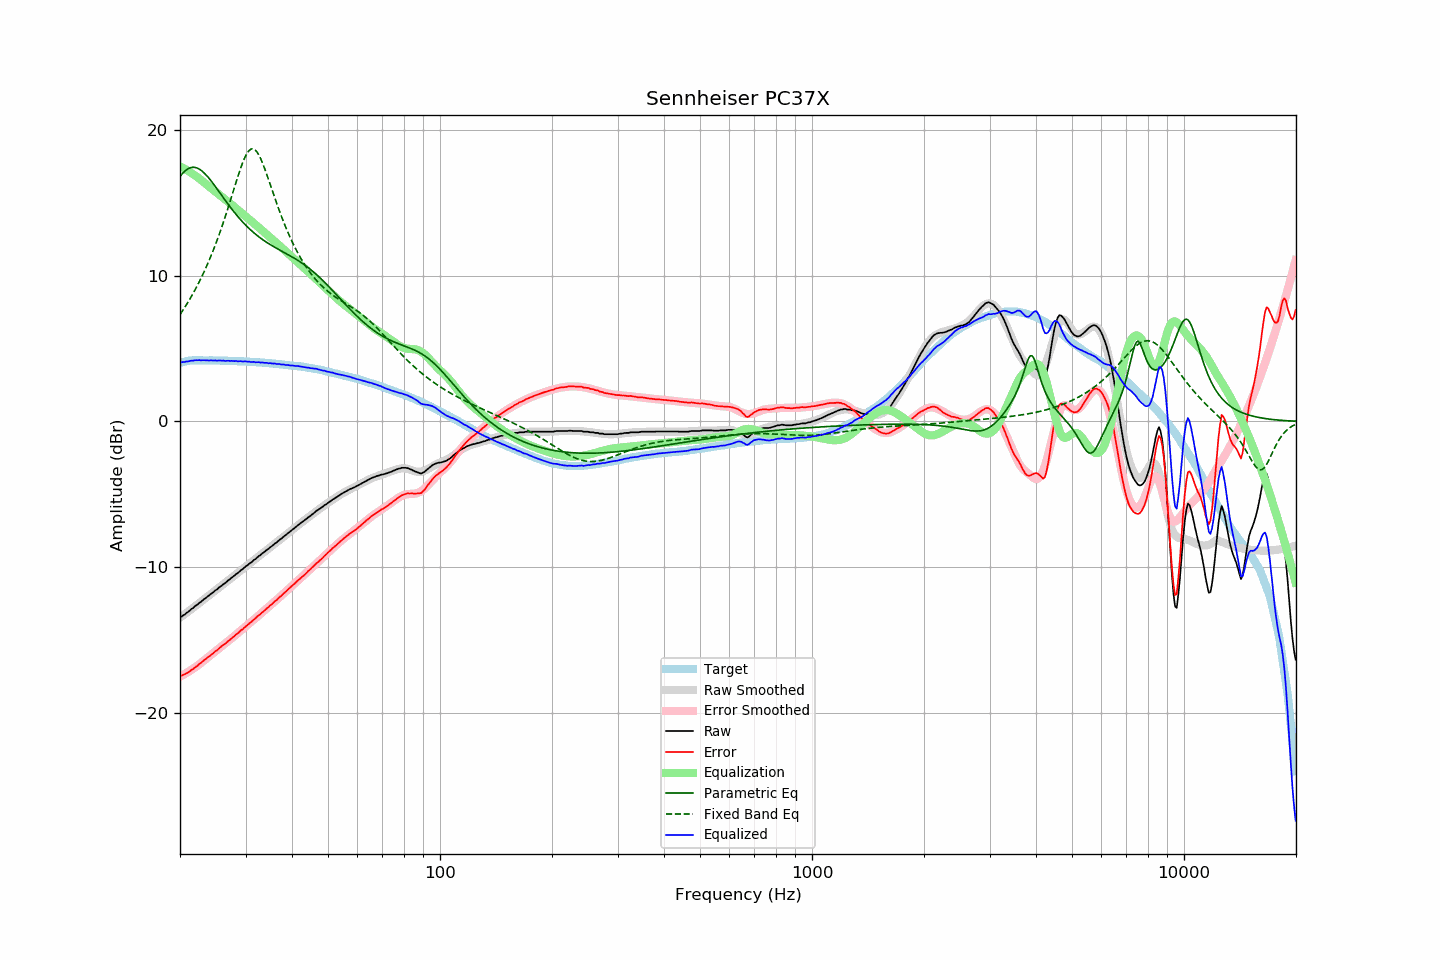 Sennheiser PC37X
20
10
0
−10
−20
Amplitude (dBr)
Target
Raw Smoothed
Error Smoothed
Raw
Error
Equalization
Parametric Eq
Fixed Band Eq
Equalized
100
1000
10000
Frequency (Hz)